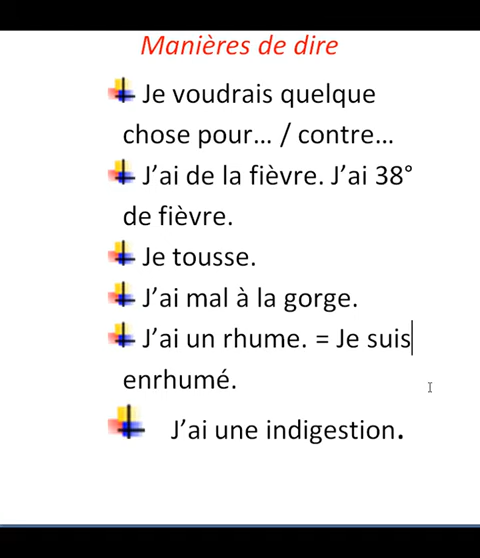 Manières de dire
Je voudrais quelque
chose pour... / contre...
J’ai de la fièvre. J’ai 38°
de fièvre.
Je tousse.
J’ai mal à la gorge.
J’ai un rhume. = Je suis
enrhumé.
J’ai une indigestion.